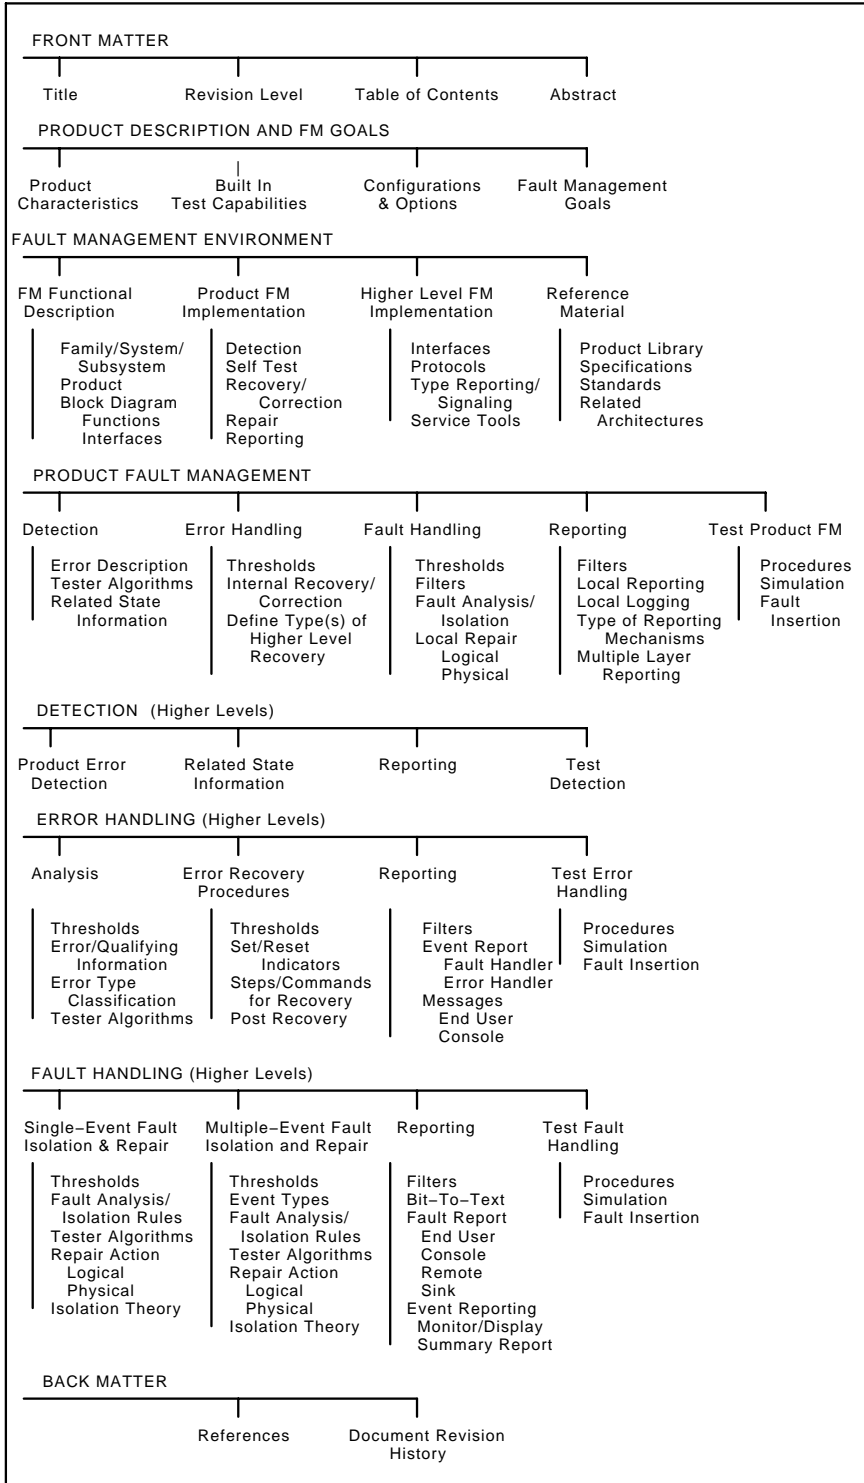 FRONT MATTER
Title
Revision Level
Table of Contents
Abstract
PRODUCT DESCRIPTION AND FM GOALS
Product
Characteristics
Built In
Test Capabilities
Configurations
& Options
Fault Management
Goals
FAULT MANAGEMENT ENVIRONMENT
FM Functional
Description
Family/System/
Subsystem
Product
Block Diagram
Functions
Interfaces
Product FM
Implementation
Detection
Self Test
Recovery/
Correction
Repair
Reporting
Higher Level FM
Implementation
Interfaces
Protocols
Type Reporting/
Signaling
Service Tools
Reference
Material
Product Library
Specifications
Standards
Related
Architectures
PRODUCT FAULT MANAGEMENT
Detection
Error Description
Tester Algorithms
Related State
Information
Error Handling
Thresholds
Internal Recovery/
Correction
Define Type(s) of
Higher Level
Recovery
Fault Handling
Thresholds
Filters
Fault Analysis/
Isolation
Local Repair
Logical
Physical
Reporting
Filters
Local Reporting
Local Logging
Type of Reporting
Mechanisms
Multiple Layer
Reporting
Test Product FM
Procedures
Simulation
Fault
Insertion
DETECTION (Higher Levels)
Product Error
Detection
Related State
Information
Reporting
Test
Detection
ERROR HANDLING (Higher Levels)
Analysis
Thresholds
Error/Qualifying
Information
Error Type
Classification
Tester Algorithms
Error Recovery
Procedures
Thresholds
Set/Reset
Indicators
Steps/Commands
for Recovery
Post Recovery
Reporting
Filters
Event Report
Fault Handler
Error Handler
Messages
End User
Console
Test Error
Handling
Procedures
Simulation
Fault Insertion
FAULT HANDLING (Higher Levels)
Single−Event Fault
Isolation & Repair
Thresholds
Fault Analysis/
Isolation Rules
Tester Algorithms
Repair Action
Logical
Physical
Isolation Theory
Multiple−Event Fault
Isolation and Repair
Thresholds
Event Types
Fault Analysis/
Isolation Rules
Tester Algorithms
Repair Action
Logical
Physical
Isolation Theory
Reporting
Filters
Bit−To−Text
Fault Report
End User
Console
Remote
Sink
Event Reporting
Monitor/Display
Summary Report
Test Fault
Handling
Procedures
Simulation
Fault Insertion
BACK MATTER
References
Document Revision
History